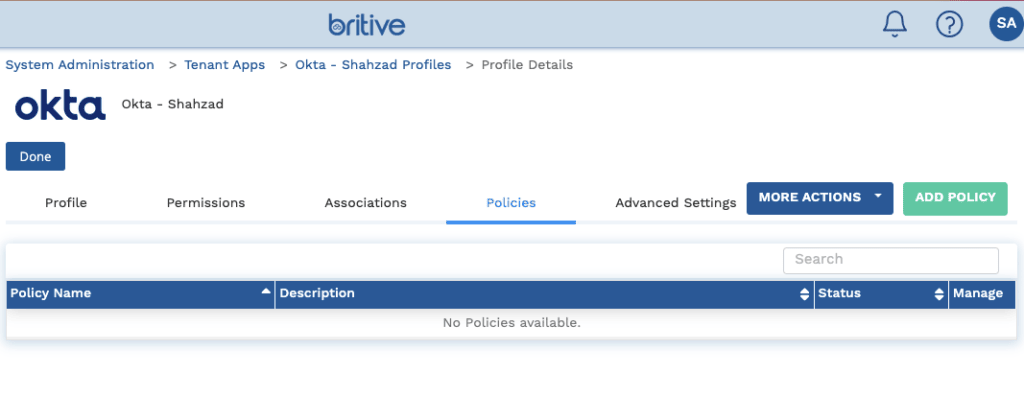 britive
SA
System Administration > Tenant Apps > Okta - Shahzad Profiles > Profile Details
okta Okta - Shahzad
Done
Profile Permissions Associations Policies Advanced Settings MORE ACTIONS ADD POLICY
Search
Policy Name Description Status Manage
No Policies available.